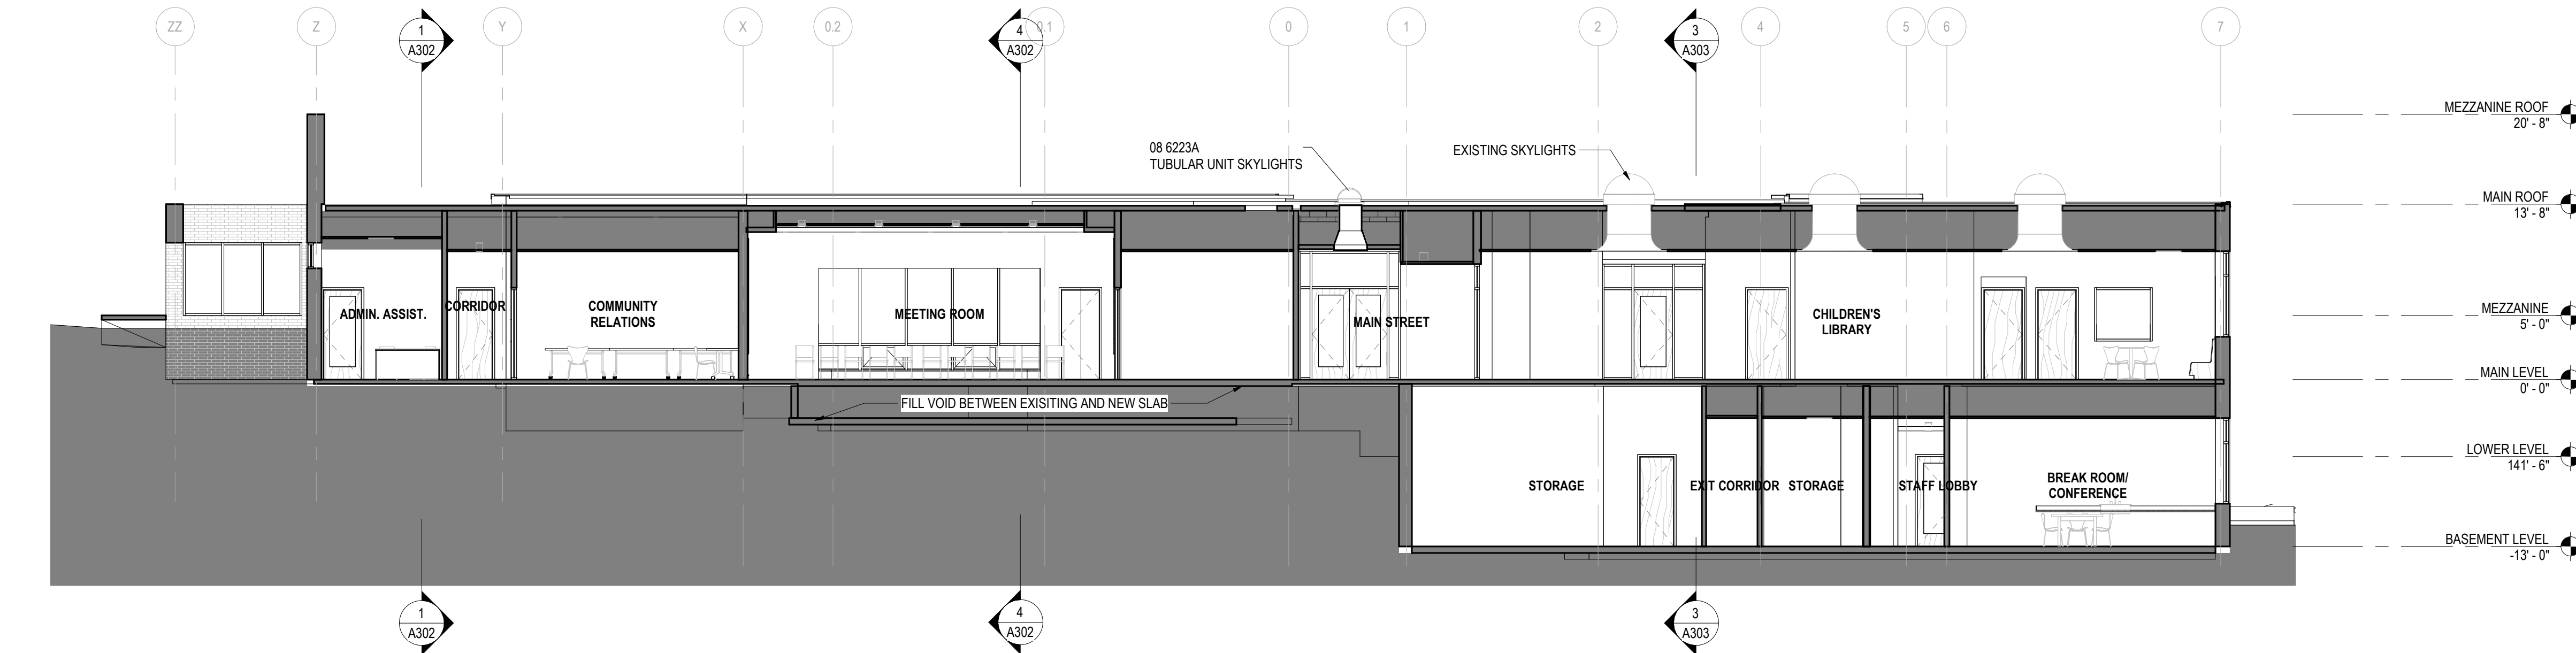 ZZ
Z
1
A302
Y
X
0.2
4
A302
0.1
0
1
2
3
A303
4
5
6
7
MEZZANINE ROOF
20' - 8"
08 6223A
TUBULAR UNIT SKYLIGHTS
EXISTING SKYLIGHTS
MAIN ROOF
13' - 8"
ADMIN. ASSIST.
CORRIDOR
COMMUNITY
RELATIONS
MEETING ROOM
MAIN STREET
CHILDREN'S
LIBRARY
MEZZANINE
5' - 0"
MAIN LEVEL
0' - 0"
FILL VOID BETWEEN EXISITING AND NEW SLAB
LOWER LEVEL
141' - 6"
STORAGE
EXIT CORRIDOR
STORAGE
STAFF LOBBY
BREAK ROOM/
CONFERENCE
BASEMENT LEVEL
-13' - 0"
1
A302
4
A302
3
A303